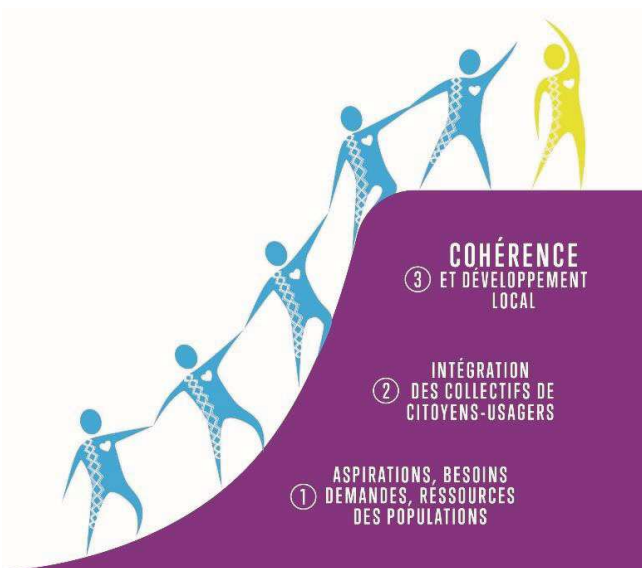 COHÉRENCE
③ ET DÉVELOPPEMENT
LOCAL
INTÉGRATION
② DES COLLECTIFS DE
CITOYENS-USAGERS
ASPIRATIONS, BESOINS
① DEMANDES, RESSOURCES
DES POPULATIONS